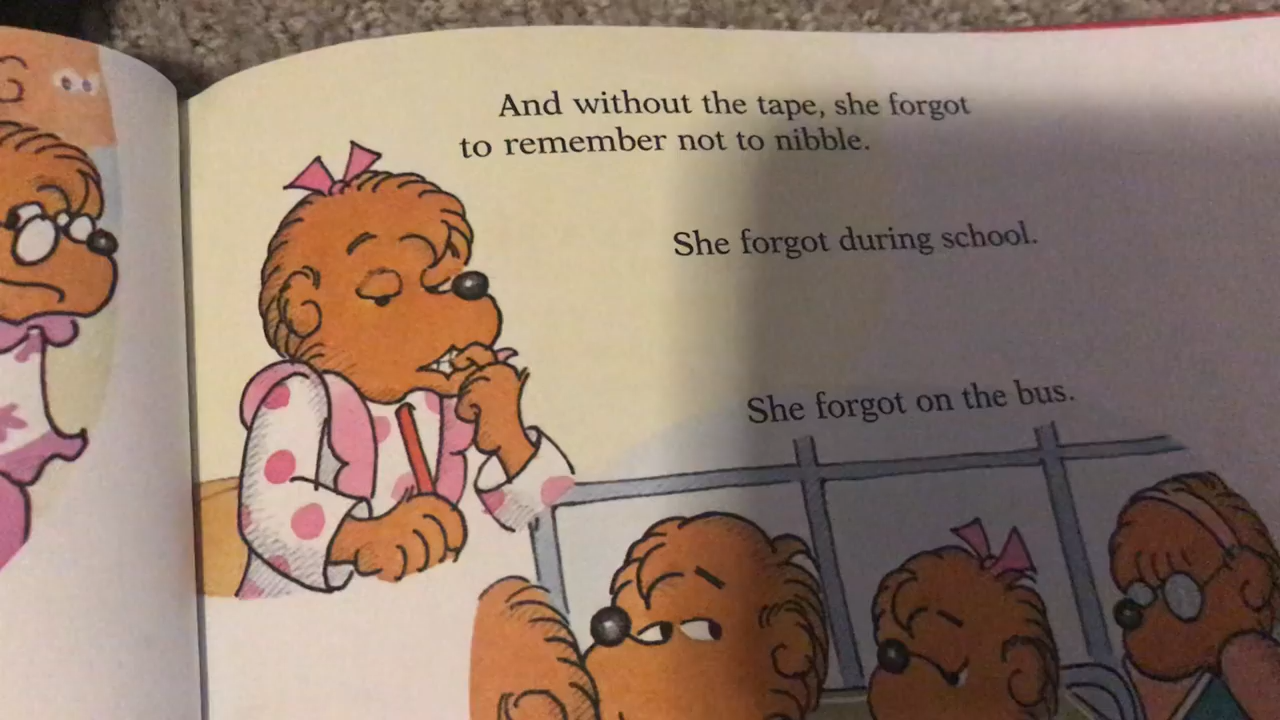 And without the tape, she forgot
to remember not to nibble.
She forgot during school.
She forgot on the bus.